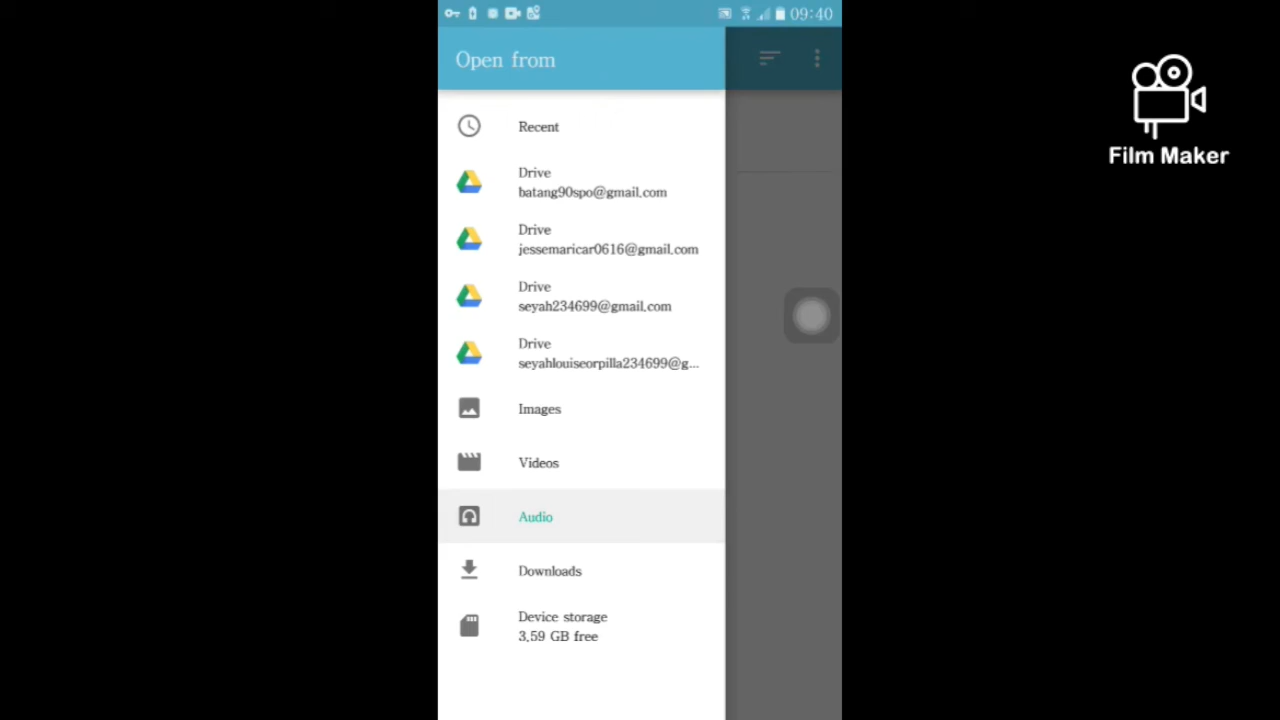 09:40
Open from
Recent
Drive
batang90spo@gmail.com
Drive
jessemaricar0616@gmail.com
Drive
seyah234699@gmail.com
Drive
seyahlouiseorpilla234699@g...
Images
Videos
Audio
Downloads
Device storage
3.59 GB free
Film Maker